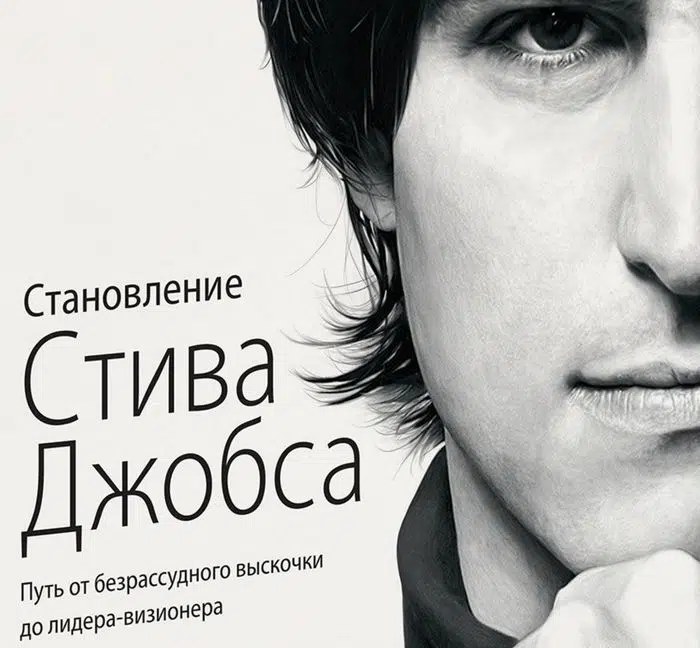 Становление
Стива
Джобса
Путь от безрассудного выскочки
до лидера-визионера